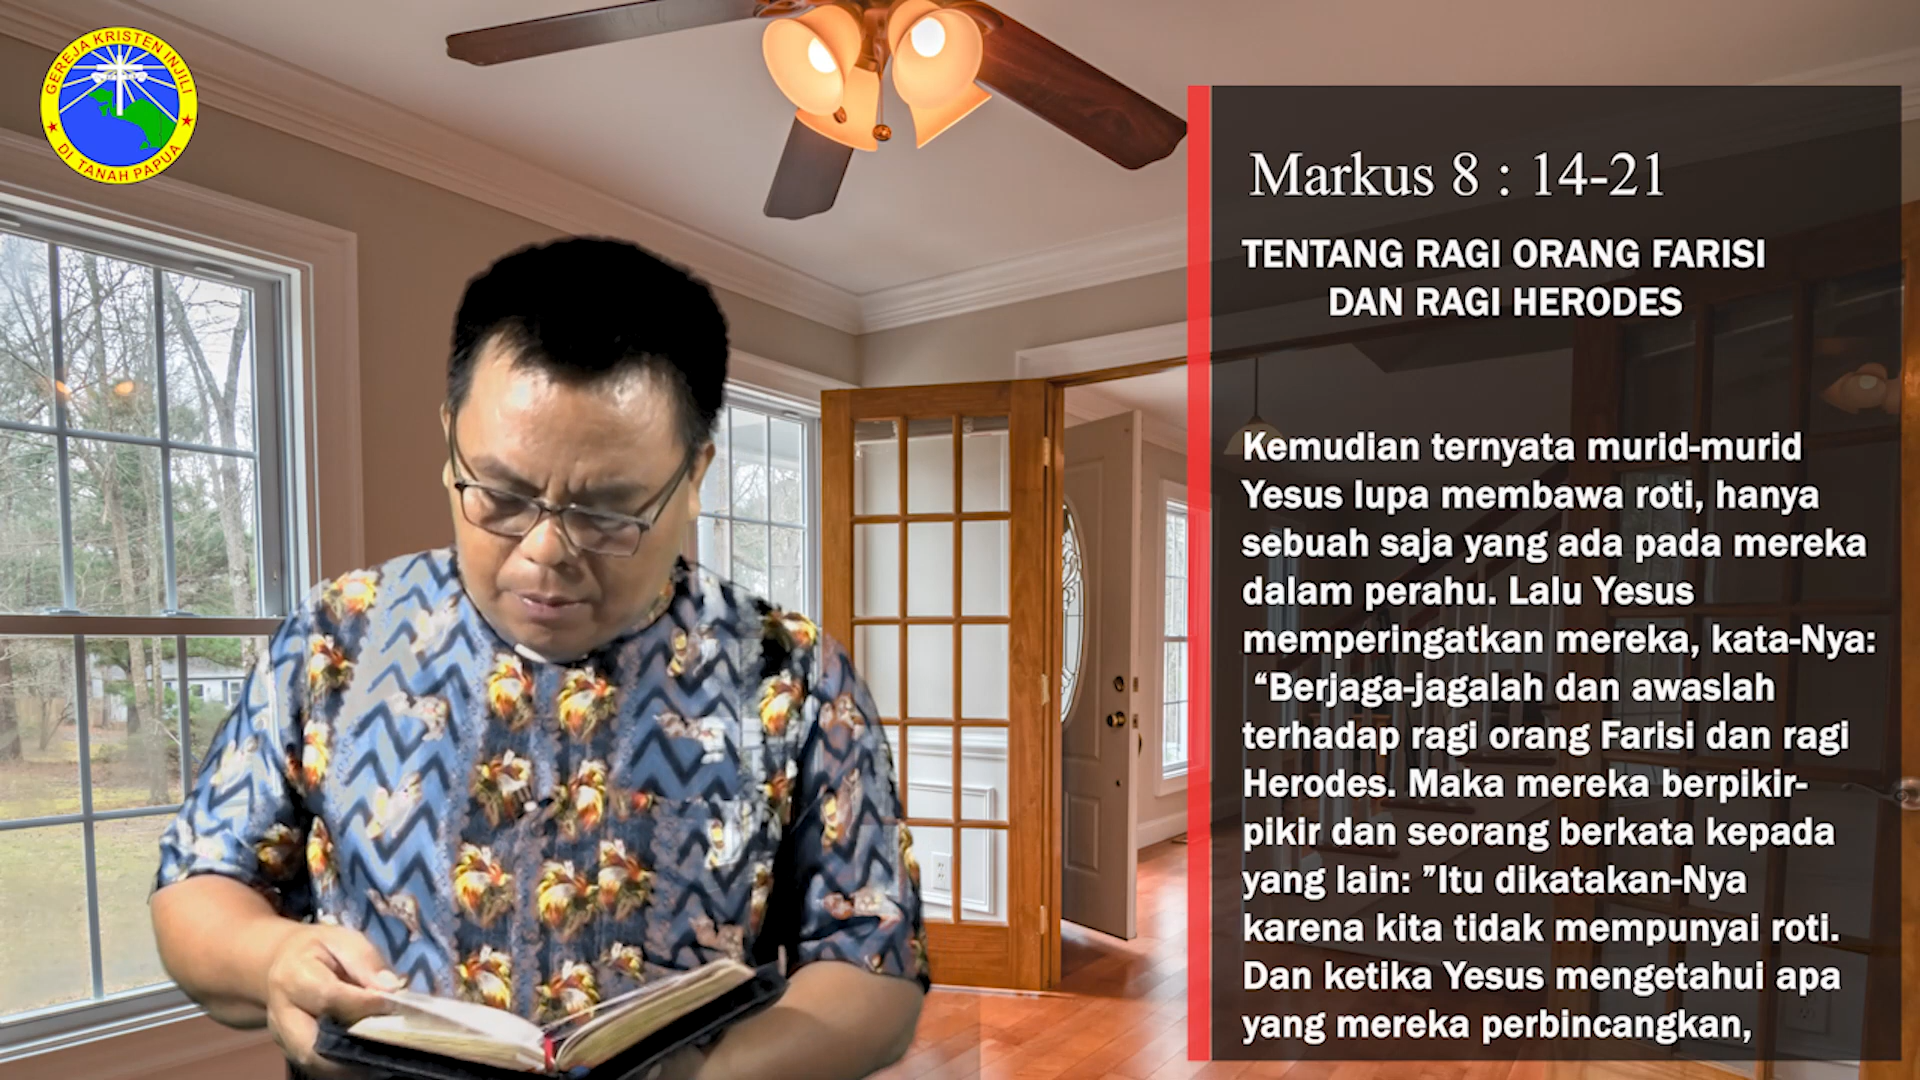 GEREJA KRISTEN INJILI
DI TANAH PAPUA
Markus 8 : 14-21
TENTANG RAGI ORANG FARISI
DAN RAGI HERODES
Kemudian ternyata murid-murid
Yesus lupa membawa roti, hanya
sebuah saja yang ada pada mereka
dalam perahu. Lalu Yesus
memperingatkan mereka, kata-Nya:
“Berjaga-jagalah dan awaslah
terhadap ragi orang Farisi dan ragi
Herodes. Maka mereka berpikir-
pikir dan seorang berkata kepada
yang lain: ”Itu dikatakan-Nya
karena kita tidak mempunyai roti.
Dan ketika Yesus mengetahui apa
yang mereka perbincangkan,